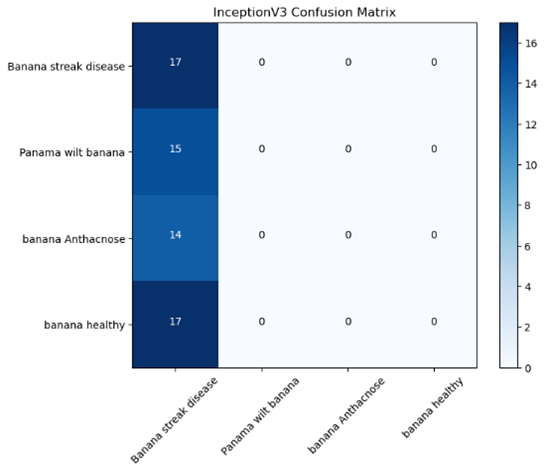 InceptionV3 Confusion Matrix
Banana streak disease 17 0 0 0
Panama wilt banana 15 0 0 0
banana Anthacnose 14 0 0 0
banana healthy 17 0 0 0
Banana streak disease
Panama wilt banana
banana Anthacnose
banana healthy
16
14
12
10
8
6
4
2
0